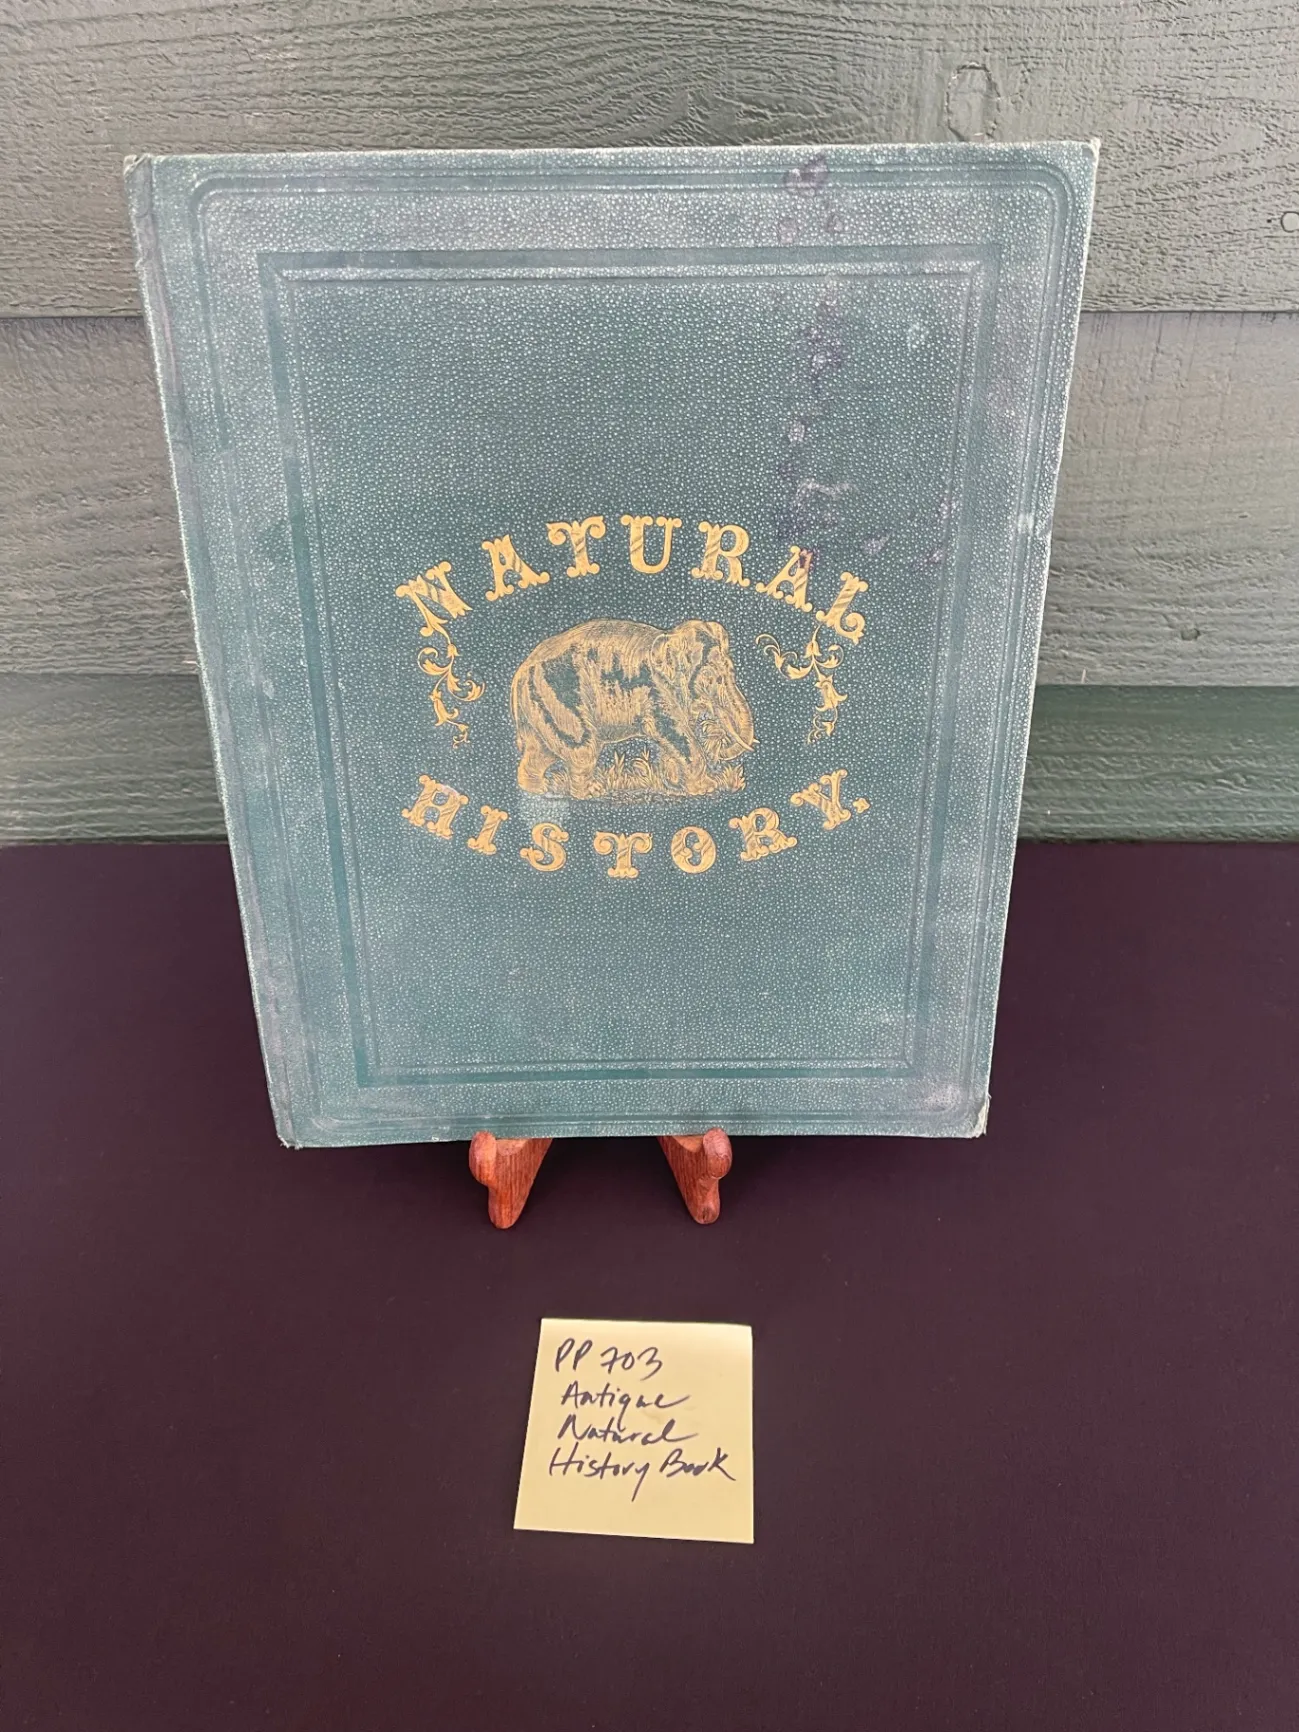 NATURAL
HISTORY.
PP 703
Antique
Natural
History Book